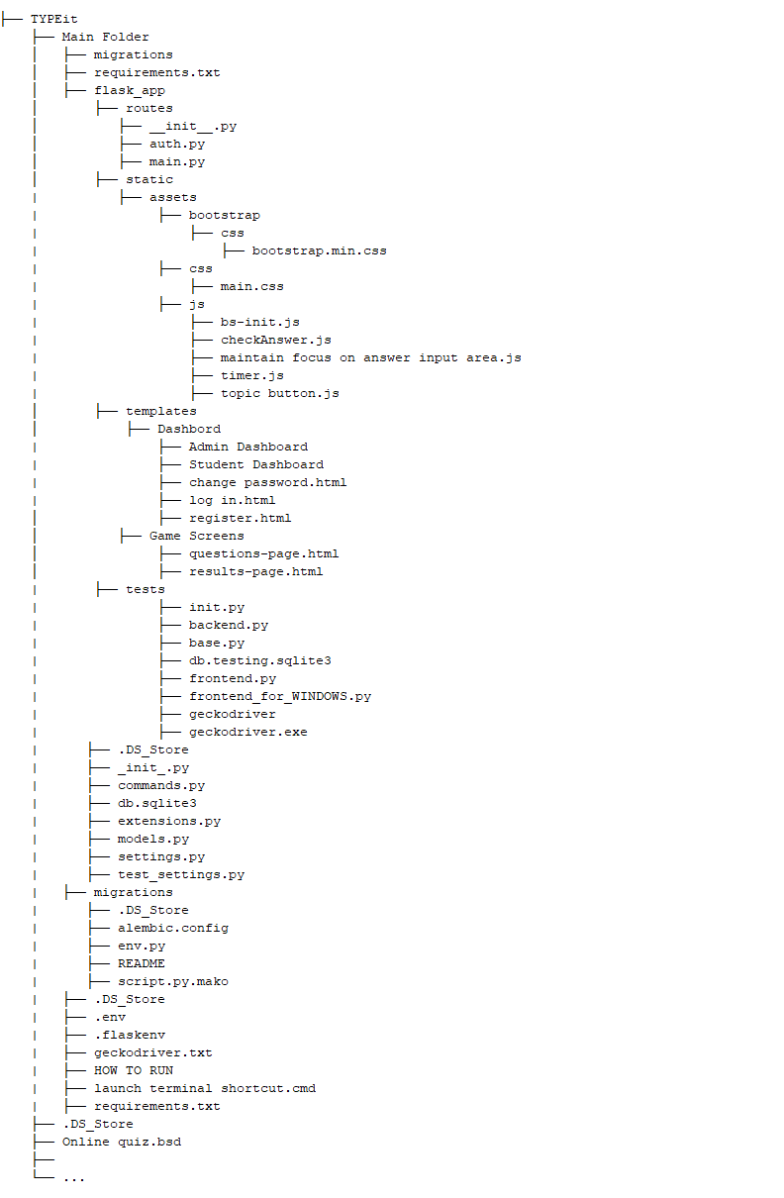 ├── TYPEit
├── Main Folder
├── migrations
├── requirements.txt
├── flask_app
├── routes
├── __init__.py
├── auth.py
├── main.py
├── static
├── assets
├── bootstrap
├── css
├── bootstrap.min.css
├── css
├── main.css
├── js
├── bs-init.js
├── checkAnswer.js
├── maintain focus on answer input area.js
├── timer.js
├── topic button.js
├── templates
├── Dashbord
├── Admin Dashboard
├── Student Dashboard
├── change password.html
├── log in.html
├── register.html
├── Game Screens
├── questions-page.html
├── results-page.html
├── tests
├── init.py
├── backend.py
├── base.py
├── db.testing.sqlite3
├── frontend.py
├── frontend_for_WINDOWS.py
├── geckodriver
├── geckodriver.exe
├── .DS_Store
├── _init_.py
├── commands.py
├── db.sqlite3
├── extensions.py
├── models.py
├── settings.py
├── test_settings.py
├── migrations
├── .DS_Store
├── alembic.config
├── env.py
├── README
├── script.py.mako
├── .DS_Store
├── .env
├── .flaskenv
├── geckodriver.txt
├── HOW TO RUN
├── launch terminal shortcut.cmd
├── requirements.txt
├── .DS_Store
├── Online quiz.bsd
├──
└── ...